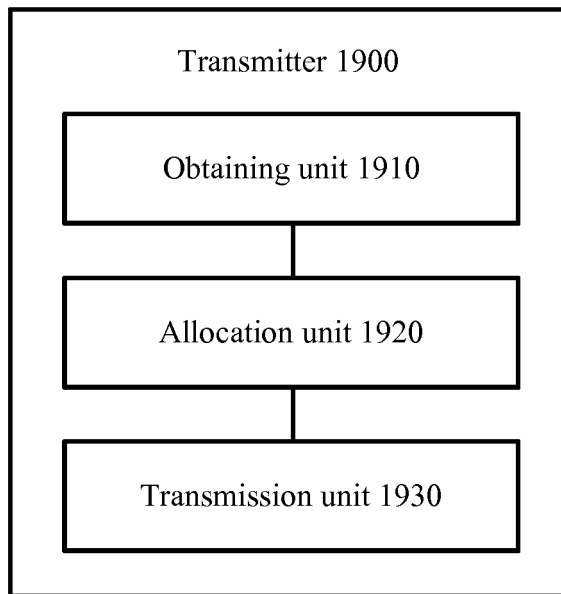 Transmitter 1900
Obtaining unit 1910
Allocation unit 1920
Transmission unit 1930